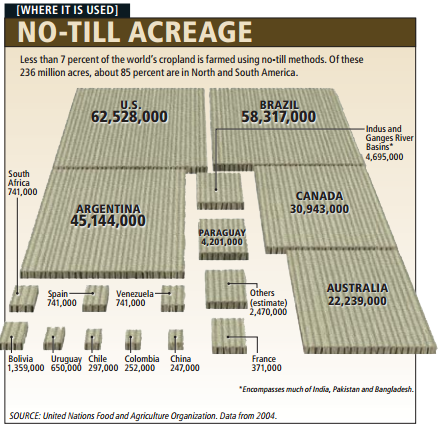 [WHERE IT IS USED]
NO-TILL ACREAGE
Less than 7 percent of the world's cropland is farmed using no-till methods. Of these
236 million acres, about 85 percent are in North and South America.
U.S.
62,528,000
BRAZIL
58,317,000
Indus and
Ganges River
Basins*
4,695,000
South
Africa
741,000
ARGENTINA
45,144,000
CANADA
30,943,000
PARAGUAY
4,201,000
Spain
741,000
Venezuela
741,000
Others
(estimate)
2,470,000
AUSTRALIA
22,239,000
Bolivia
1,359,000
Uruguay
650,000
Chile
297,000
Colombia
252,000
China
247,000
France
371,000
*Encompasses much of India, Pakistan and Bangladesh.
SOURCE: United Nations Food and Agriculture Organization. Data from 2004.